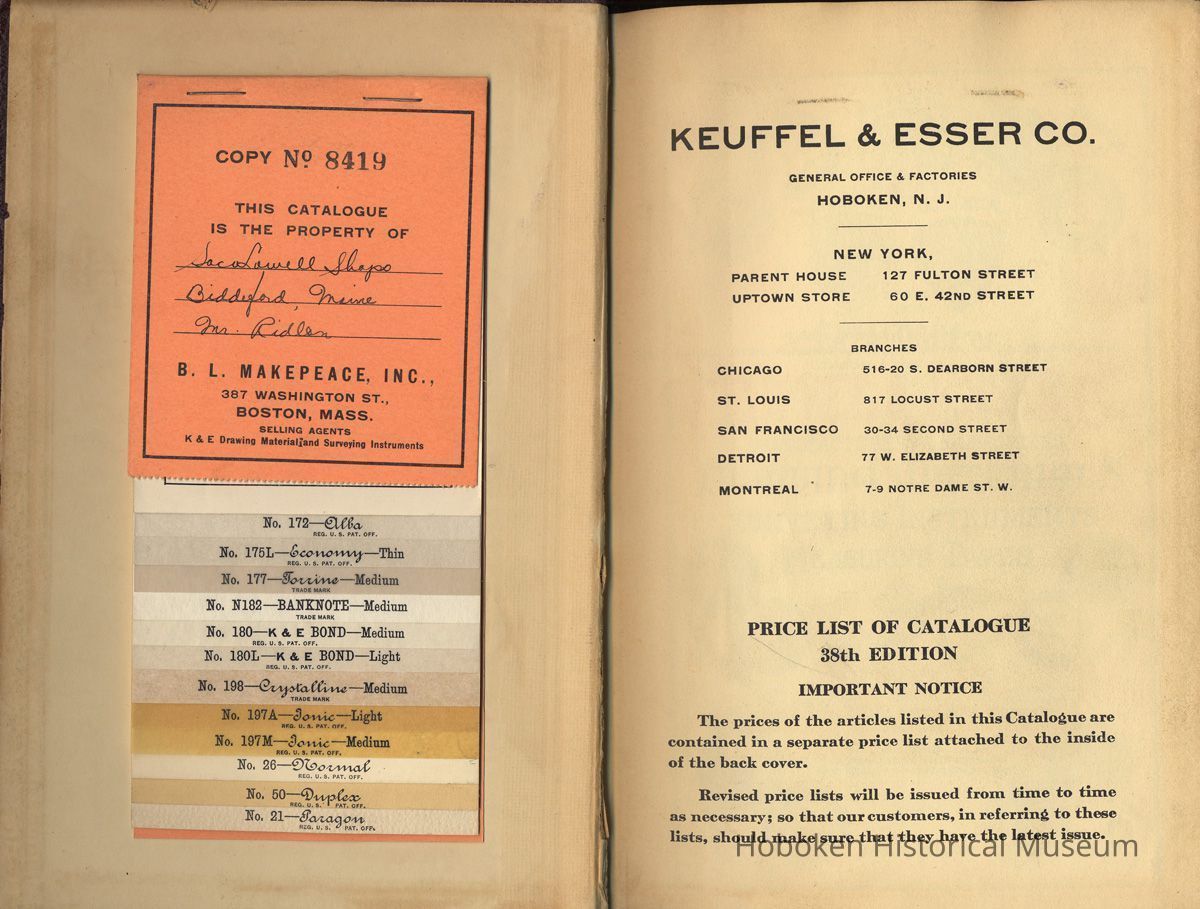 COPY Nº 8419
THIS CATALOGUE
IS THE PROPERTY OF
Saco Lowell Shops
Biddeford, Maine
Mr. Ridlen
B. L. MAKEPEACE, INC.,
387 WASHINGTON ST.,
BOSTON, MASS.
SELLING AGENTS
K & E Drawing Materials and Surveying Instruments
No. 172—Alba
REG. U. S. PAT. OFF.
No. 175L—Economy—Thin
REG. U. S. PAT. OFF.
No. 177—Torrine—Medium
TRADE MARK
No. N182—BANKNOTE—Medium
TRADE MARK
No. 180—K & E BOND—Medium
REG. U. S. PAT. OFF.
No. 180L—K & E BOND—Light
REG. U. S. PAT. OFF.
No. 198—Crystalline—Medium
TRADE MARK
No. 197A—Ionic—Light
REG. U. S. PAT. OFF.
No. 197M—Ionic—Medium
REG. U. S. PAT. OFF.
No. 26—Normal
REG. U. S. PAT. OFF.
No. 50—Duplex
REG. U. S. PAT. OFF.
No. 21—Paragon
REG. U. S. PAT. OFF.
KEUFFEL & ESSER CO.
GENERAL OFFICE & FACTORIES
HOBOKEN, N. J.
NEW YORK,
PARENT HOUSE 127 FULTON STREET
UPTOWN STORE 60 E. 42ND STREET
BRANCHES
CHICAGO 516-20 S. DEARBORN STREET
ST. LOUIS 817 LOCUST STREET
SAN FRANCISCO 30-34 SECOND STREET
DETROIT 77 W. ELIZABETH STREET
MONTREAL 7-9 NOTRE DAME ST. W.
PRICE LIST OF CATALOGUE
38th EDITION
IMPORTANT NOTICE
The prices of the articles listed in this Catalogue are
contained in a separate price list attached to the inside
of the back cover.
Revised price lists will be issued from time to time
as necessary; so that our customers, in referring to these
lists, should make sure that they have the latest issue.
Hoboken Historical Museum